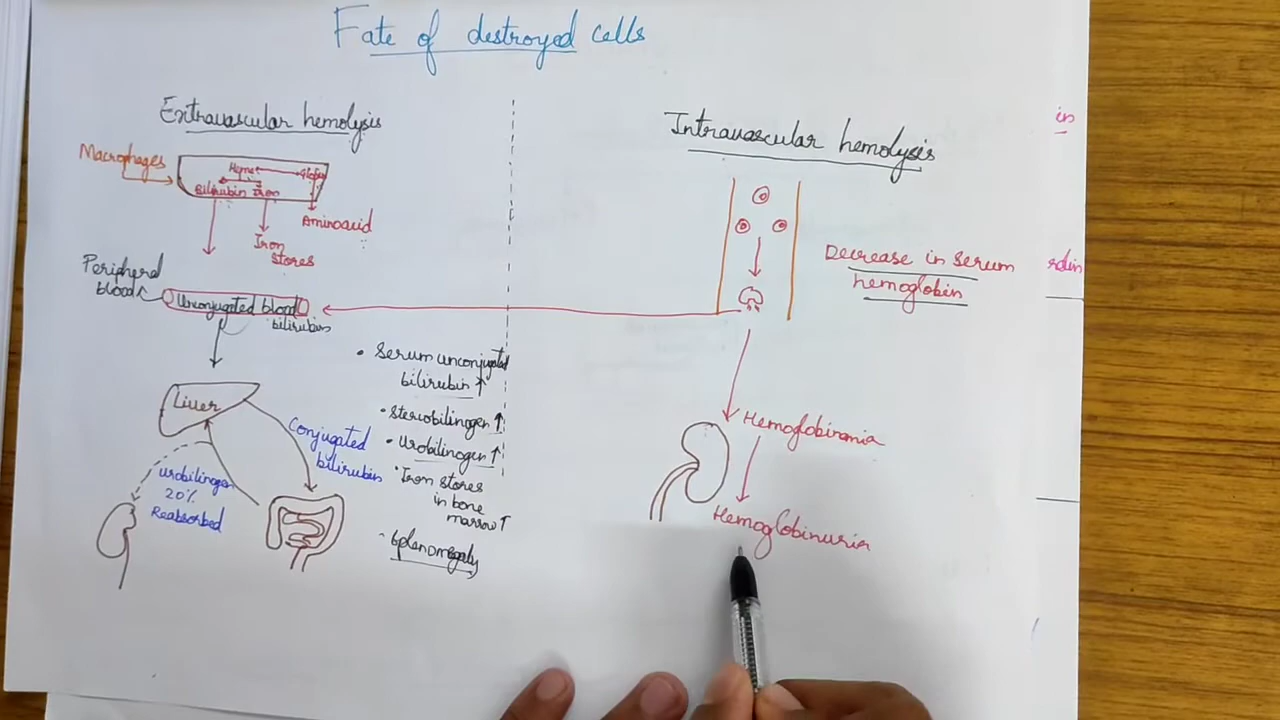 Fate of destroyed cells
Extravascular hemolysis
Macrophages
Heme
Globin
Bilirubin Iron
Aminoacid
Iron
stores
Peripheral
blood
Unconjugated blood
bilirubin
Liver
Conjugated
bilirubin
urobilinogen
20%
Reabsorbed
• Serum unconjugated
bilirubin ↑
• stercobilinogen ↑
• Urobilinogen ↑
• Iron stores
in bone
marrow ↑
• Splenomegaly
Intravascular hemolysis
Decrease in serum
hemoglobin
Hemoglobinemia
Hemoglobinuria
in